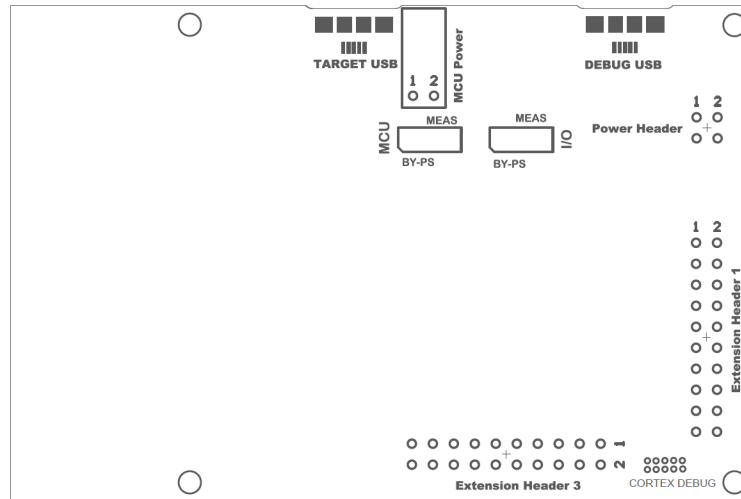 TARGET USB
DEBUG USB
MCU Power
1 2
1 2
Power Header
MCU
MEAS
BY-PS
MEAS
BY-PS
I/O
1 2
Extension Header 1
1
2
Extension Header 3
CORTEX DEBUG